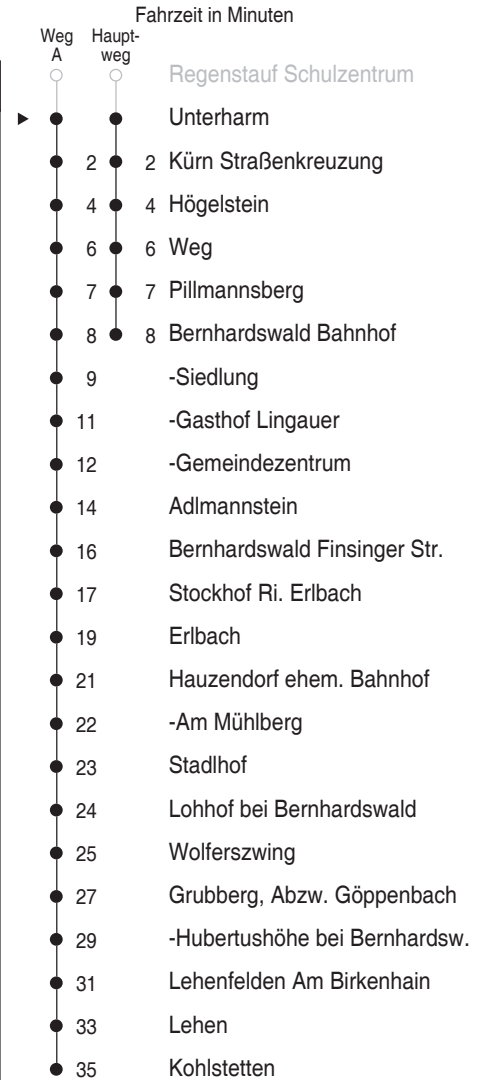 Fahrzeit in Minuten
Weg A Haupt-weg
Regenstauf Schulzentrum
Unterharm
2 2 Kürn Straßenkreuzung
4 4 Högelstein
6 6 Weg
7 7 Pillmannsberg
8 8 Bernhardswald Bahnhof
9 -Siedlung
11 -Gasthof Lingauer
12 -Gemeindezentrum
14 Adlmannstein
16 Bernhardswald Finsinger Str.
17 Stockhof Ri. Erlbach
19 Erlbach
21 Hauzendorf ehem. Bahnhof
22 -Am Mühlberg
23 Stadlhof
24 Lohhof bei Bernhardswald
25 Wolferszwing
27 Grubberg, Abzw. Göppenbach
29 -Hubertushöhe bei Bernhardsw.
31 Lehenfelden Am Birkenhain
33 Lehen
35 Kohlstetten